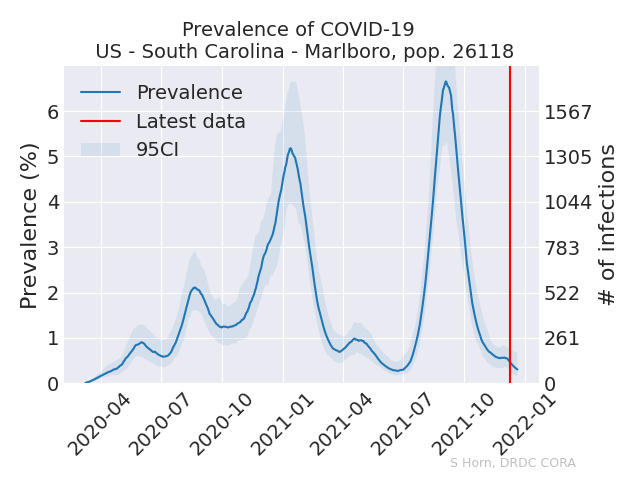 Prevalence of COVID-19
US - South Carolina - Marlboro, pop. 26118
Prevalence
Latest data
95CI
Prevalence (%)
6
5
4
3
2
1
0
1567
1305
1044
783
522
261
0
# of infections
2020-04
2020-07
2020-10
2021-01
2021-04
2021-07
2021-10
2022-01
S Horn, DRDC CORA